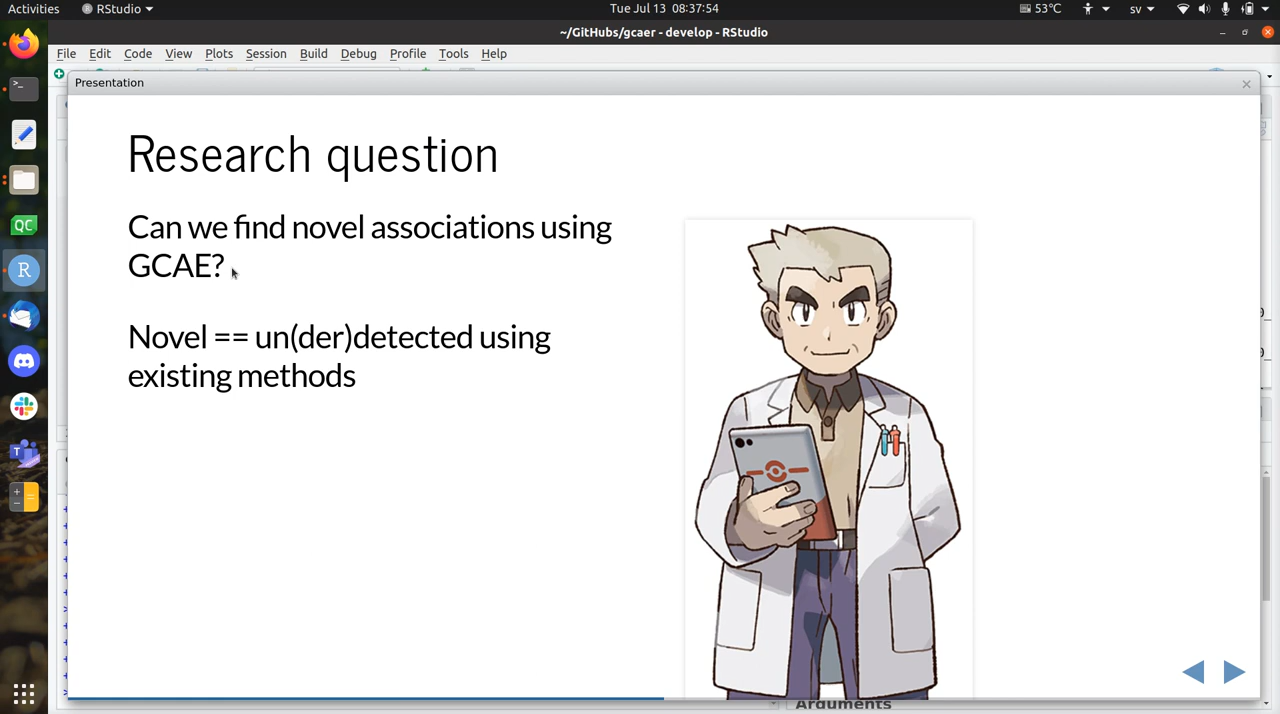 Activities
RStudio
Tue Jul 13 08:37:54
53°C
sv
~/GitHubs/gcaer - develop - RStudio
File Edit Code View Plots Session Build Debug Profile Tools Help
Presentation
Research question
Can we find novel associations using
GCAE?
Novel == un(der)detected using
existing methods
QC
R
Arguments